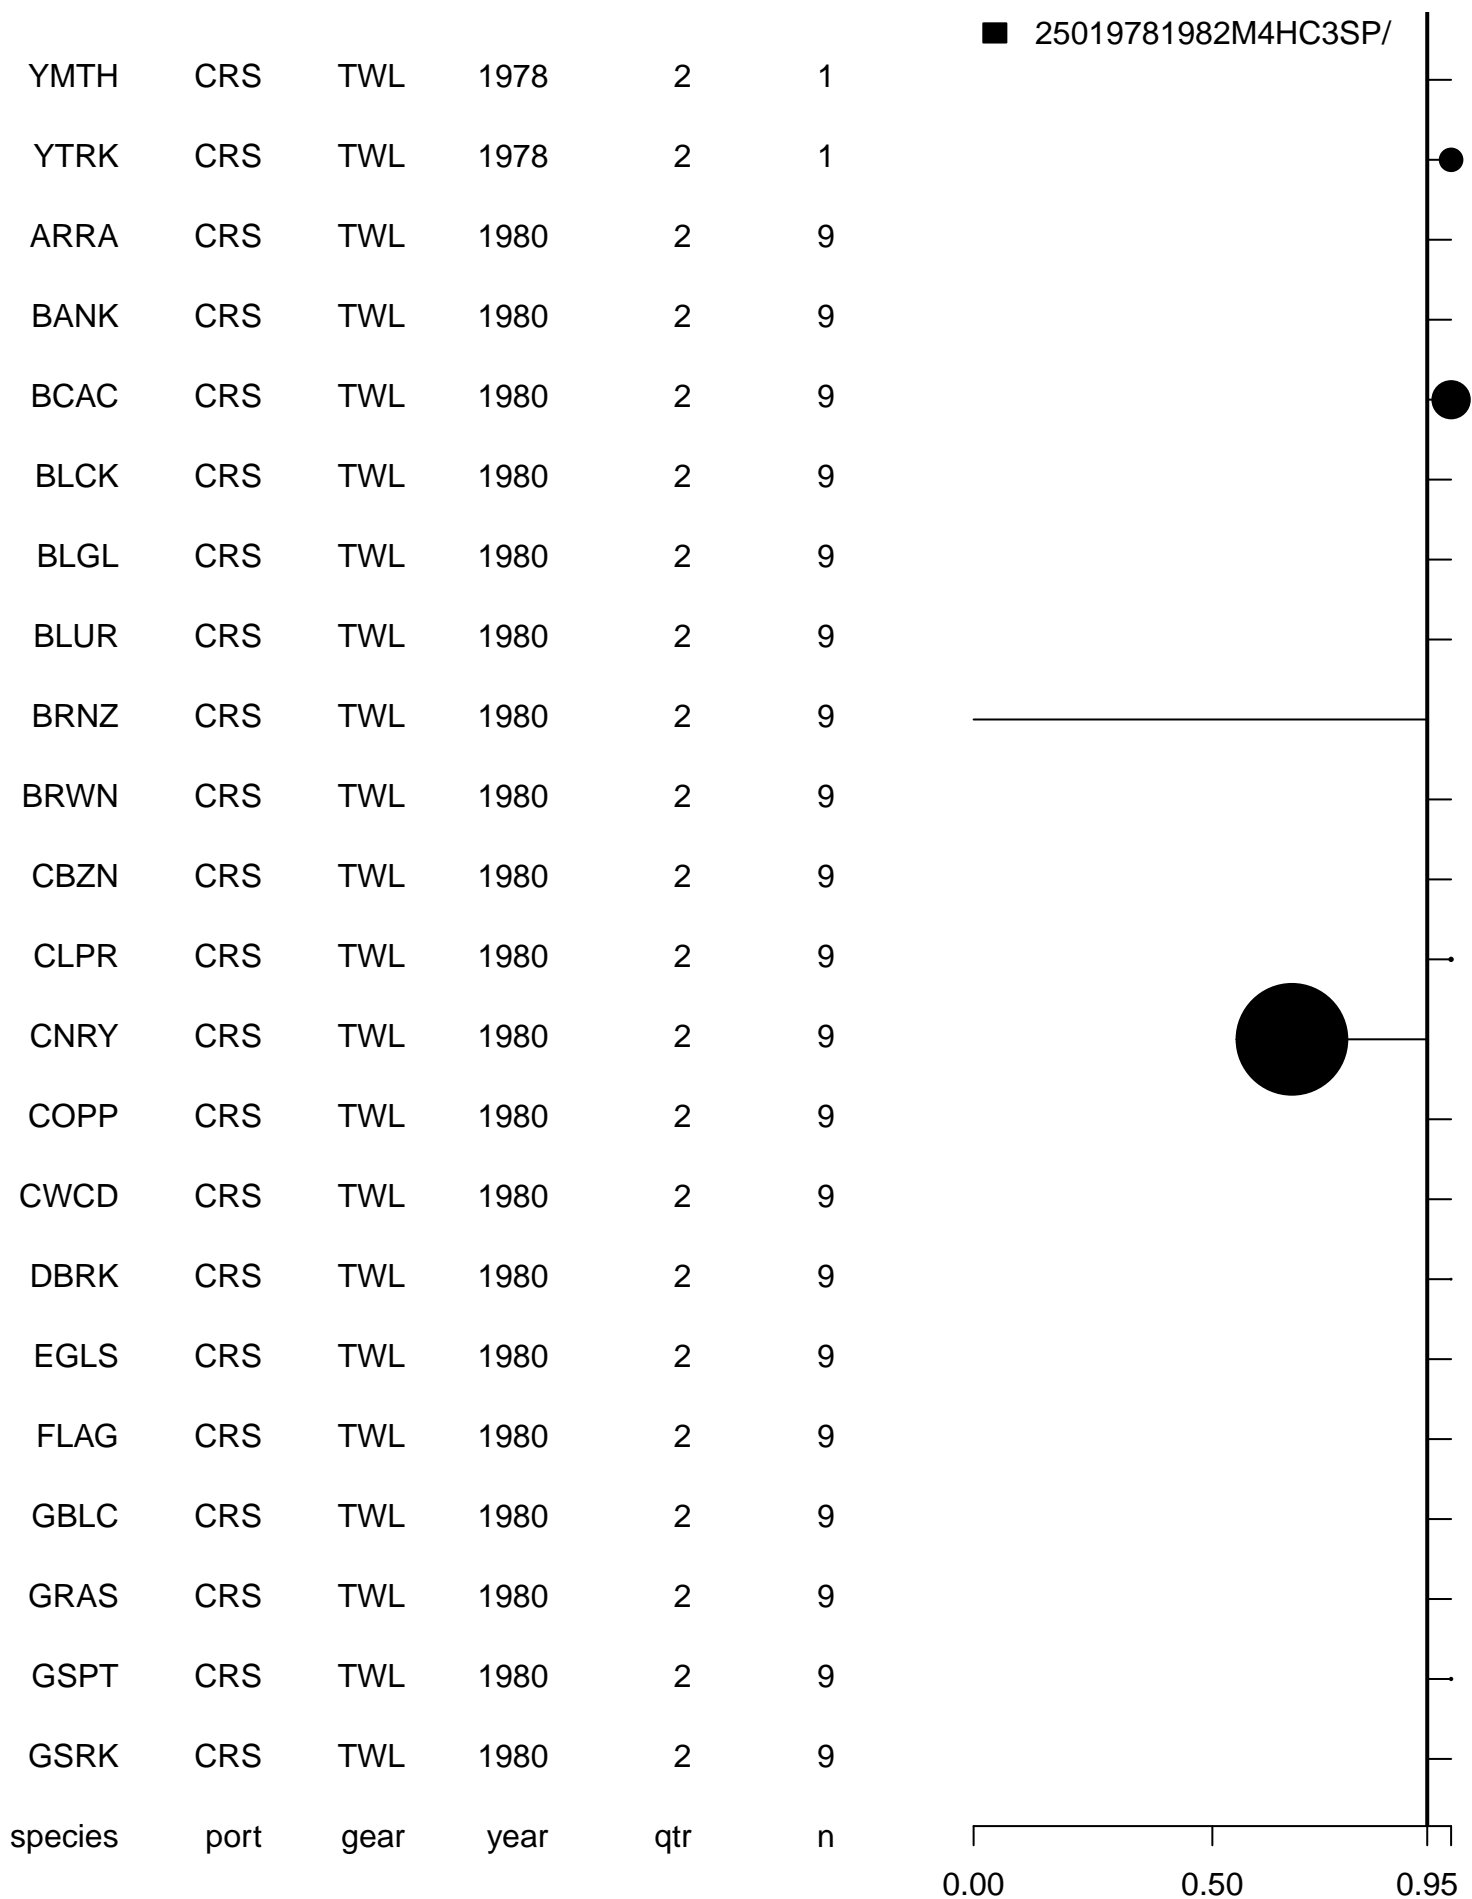 25019781982M4HC3SP/
YMTH CRS TWL 1978 2 1
YTRK CRS TWL 1978 2 1
ARRA CRS TWL 1980 2 9
BANK CRS TWL 1980 2 9
BCAC CRS TWL 1980 2 9
BLCK CRS TWL 1980 2 9
BLGL CRS TWL 1980 2 9
BLUR CRS TWL 1980 2 9
BRNZ CRS TWL 1980 2 9
BRWN CRS TWL 1980 2 9
CBZN CRS TWL 1980 2 9
CLPR CRS TWL 1980 2 9
CNRY CRS TWL 1980 2 9
COPP CRS TWL 1980 2 9
CWCD CRS TWL 1980 2 9
DBRK CRS TWL 1980 2 9
EGLS CRS TWL 1980 2 9
FLAG CRS TWL 1980 2 9
GBLC CRS TWL 1980 2 9
GRAS CRS TWL 1980 2 9
GSPT CRS TWL 1980 2 9
GSRK CRS TWL 1980 2 9
species port gear year qtr n
0.00 0.50 0.95